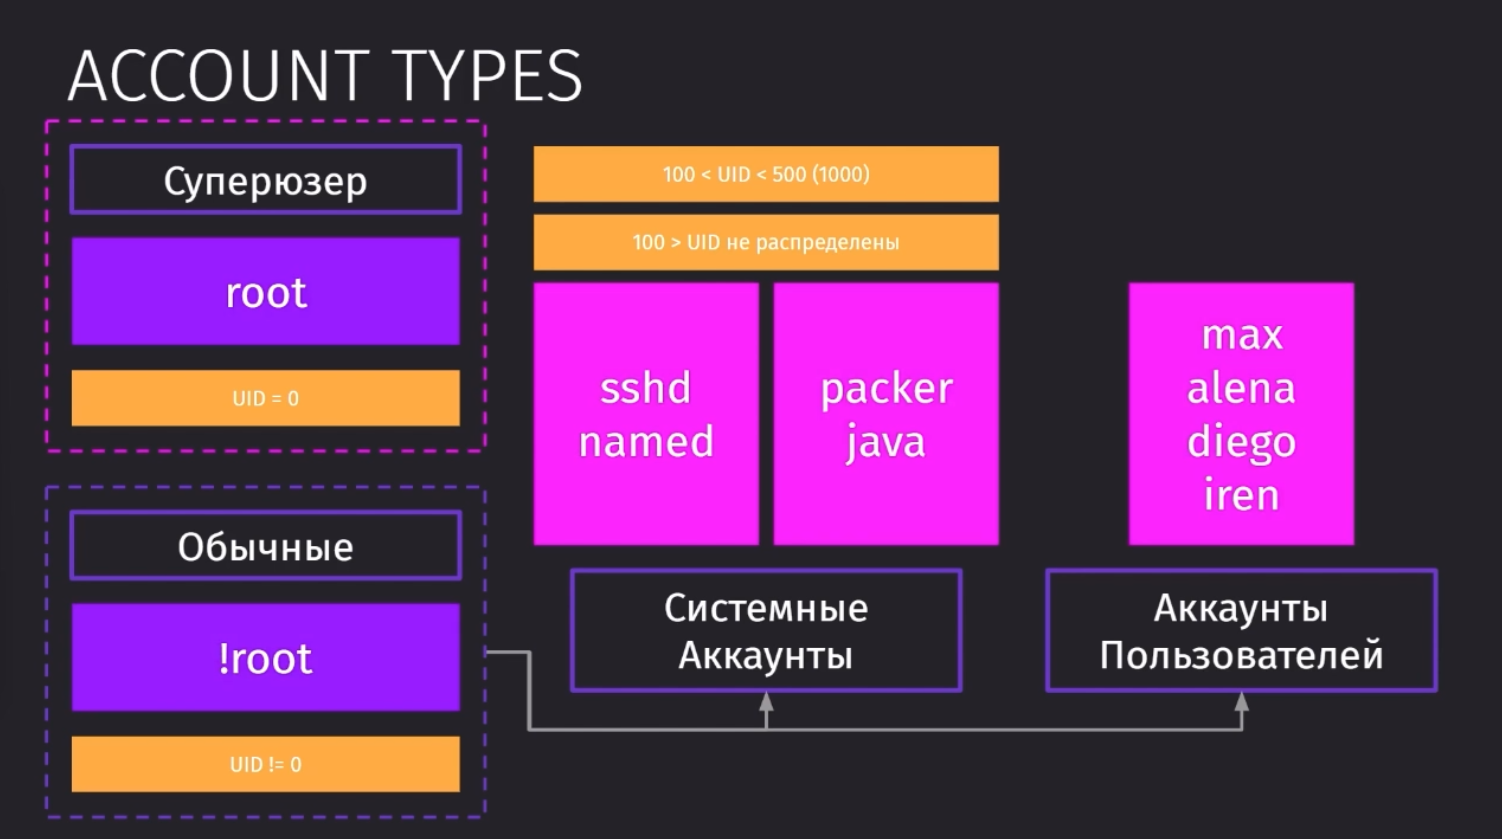 ACCOUNT TYPES
Суперюзер
root
UID = 0
Обычные
!root
UID != 0
100 < UID < 500 (1000)
100 > UID не распределены
sshd
named
packer
java
Системные
Аккаунты
max
alena
diego
iren
Аккаунты
Пользователей